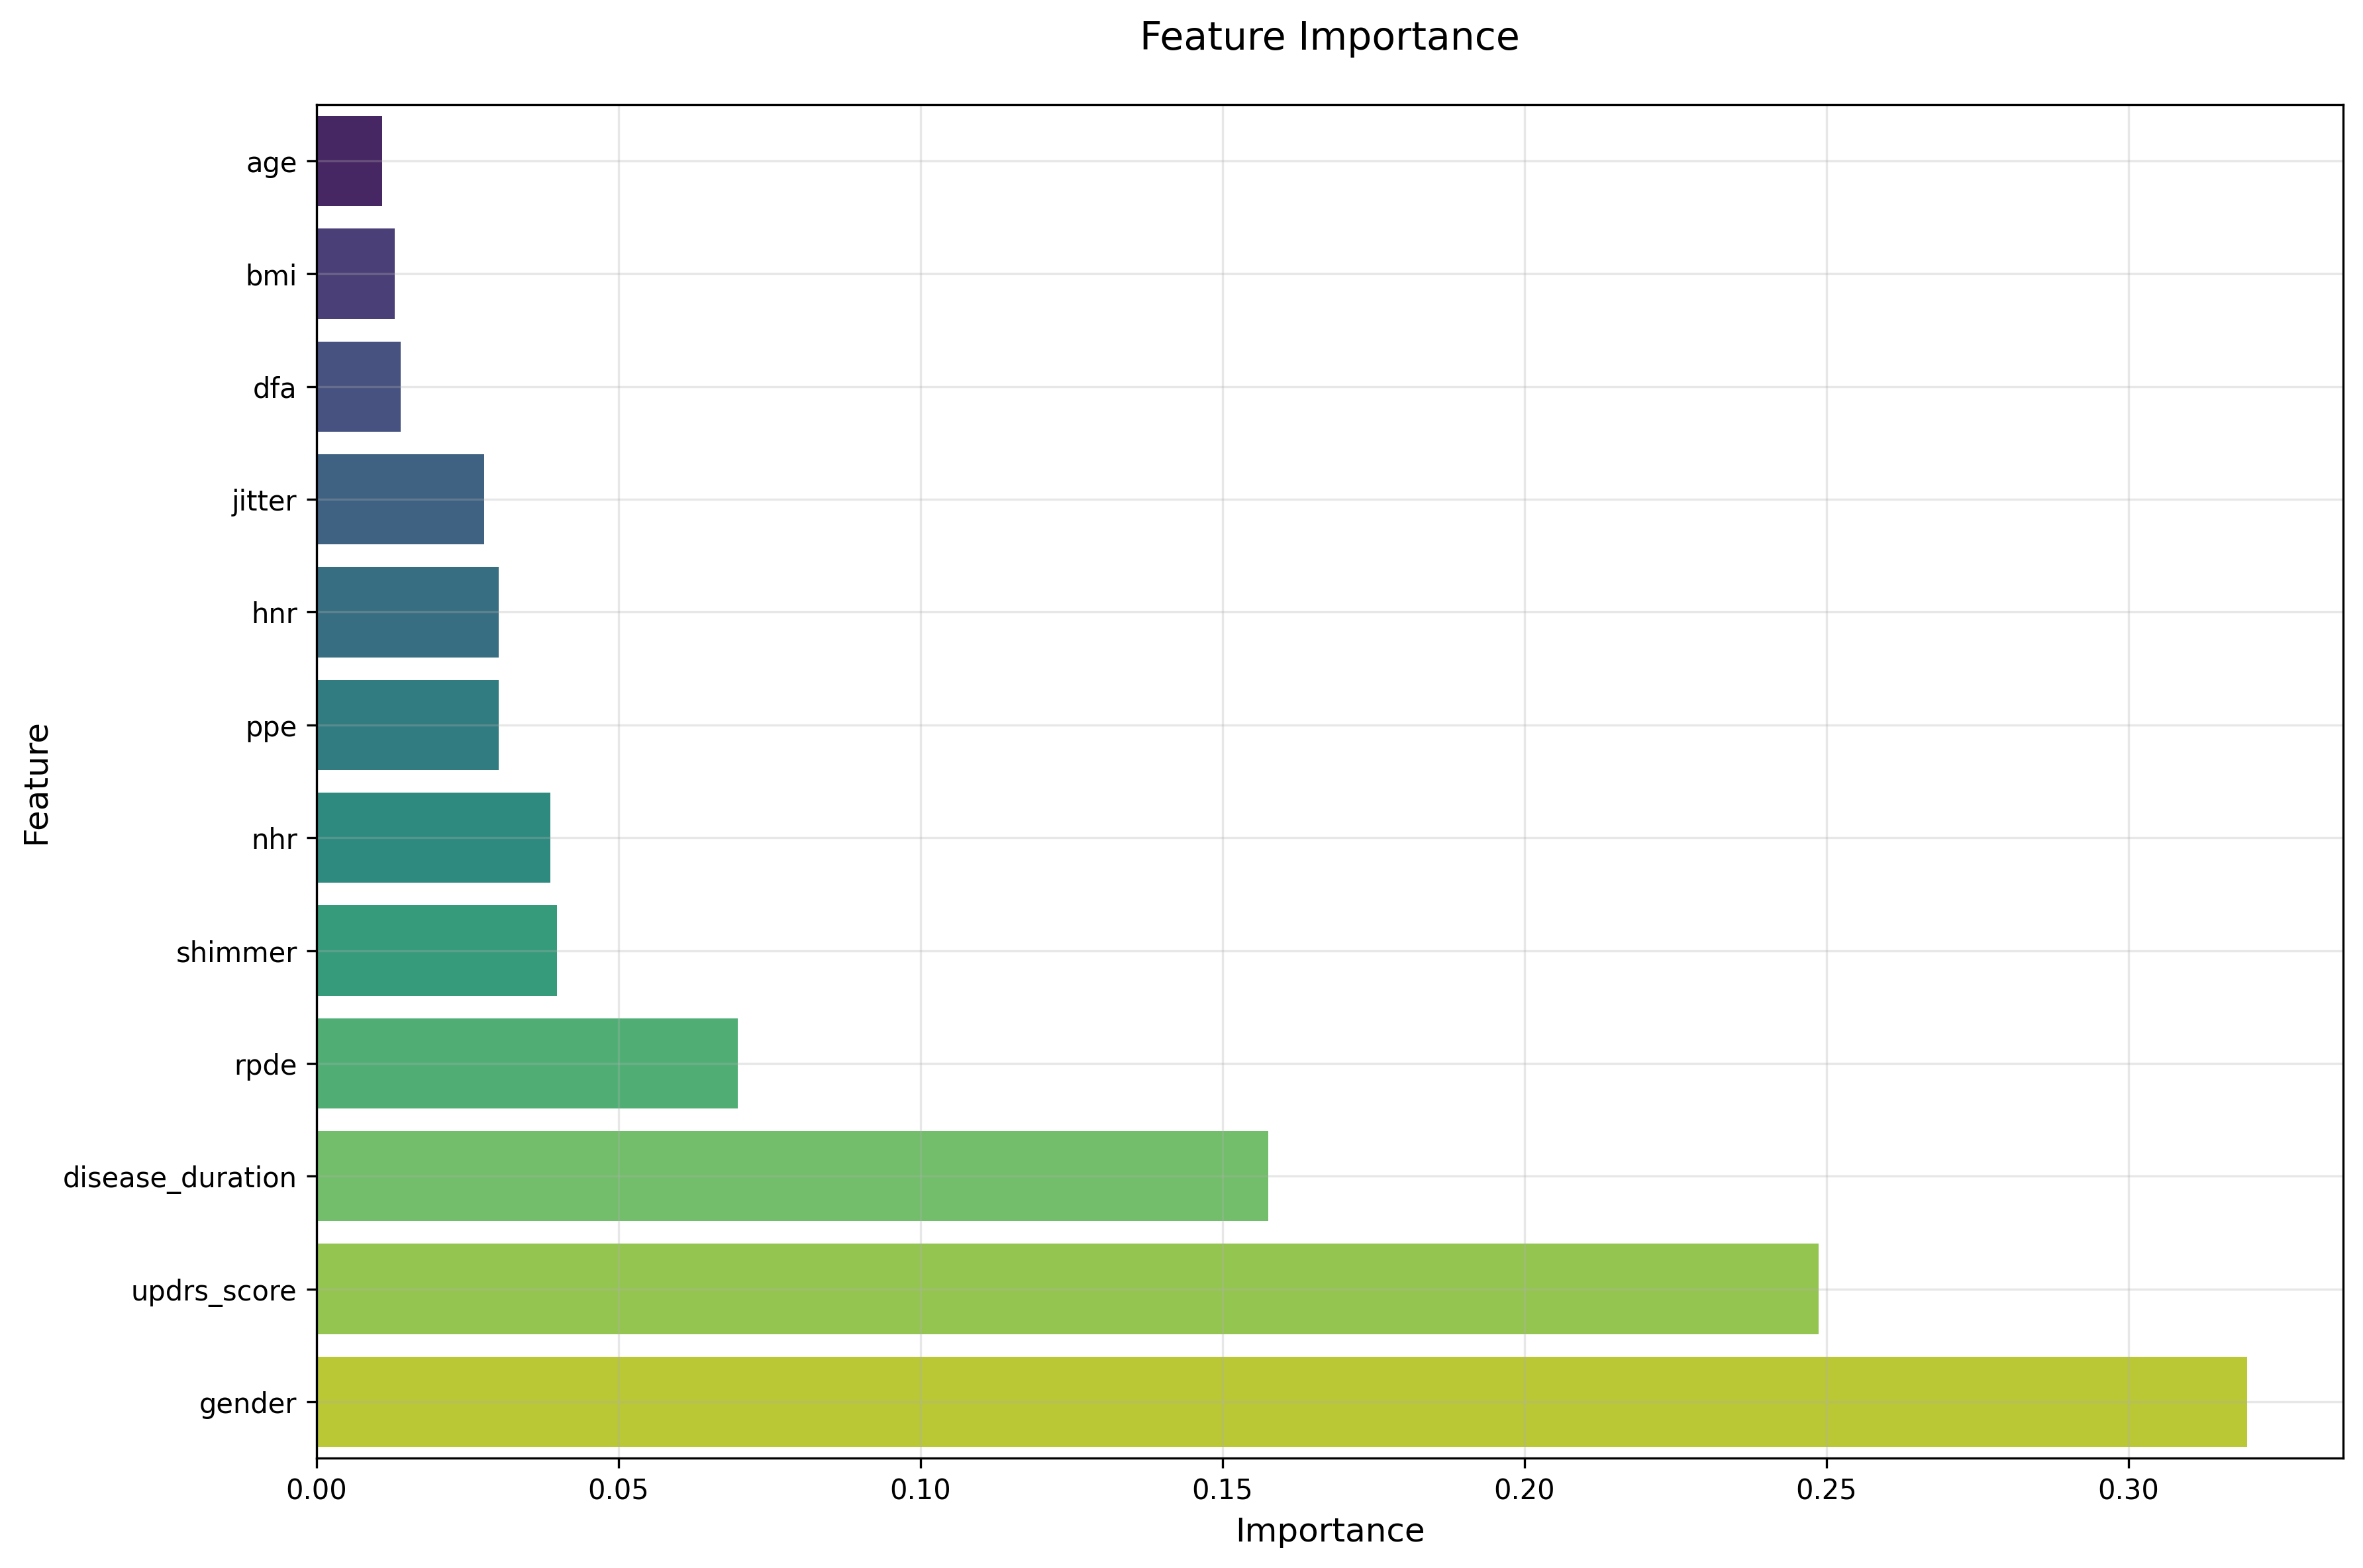 Feature Importance
age
bmi
dfa
jitter
hnr
ppe
nhr
shimmer
rpde
disease_duration
updrs_score
gender
Feature
0.00 0.05 0.10 0.15 0.20 0.25 0.30
Importance